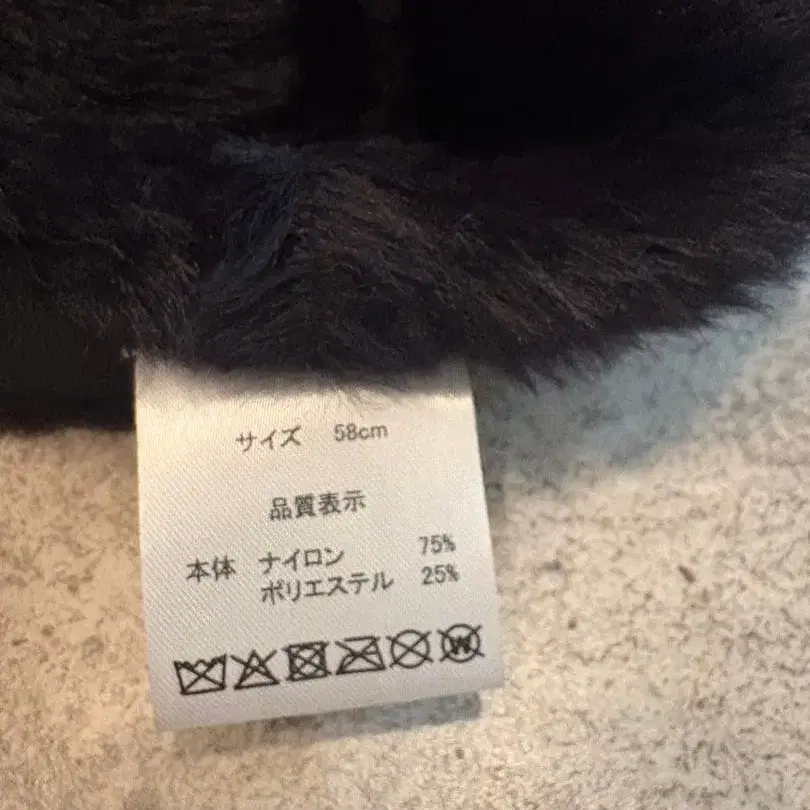 サイズ 58cm
品質表示
本体 ナイロン 75%
ポリエステル 25%
W